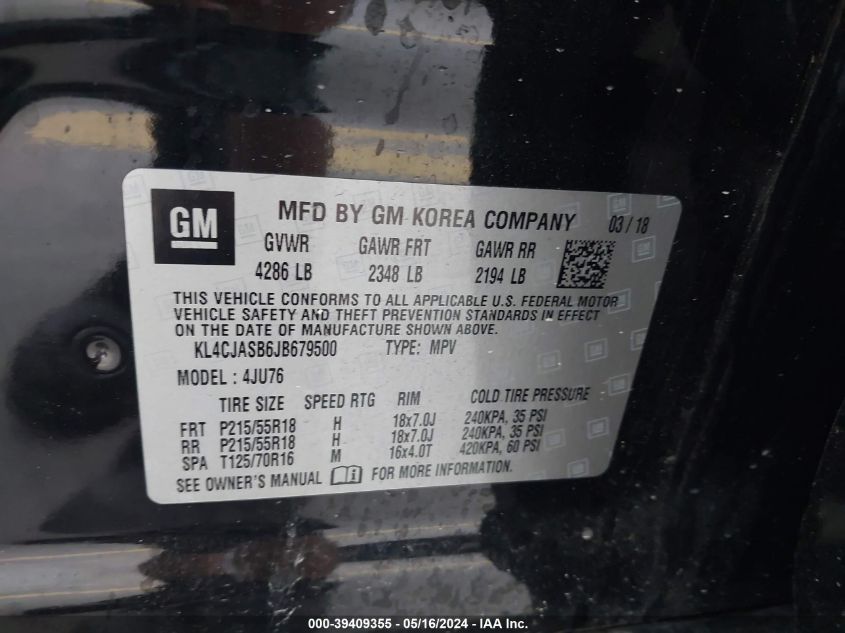 GM
MFD BY GM KOREA COMPANY 03/18
GVWR GAWR FRT GAWR RR
4286 LB 2348 LB 2194 LB
THIS VEHICLE CONFORMS TO ALL APPLICABLE U.S. FEDERAL MOTOR
VEHICLE SAFETY AND THEFT PREVENTION STANDARDS IN EFFECT
ON THE DATE OF MANUFACTURE SHOWN ABOVE.
KL4CJASB6JB679500 TYPE: MPV
MODEL : 4JU76
TIRE SIZE SPEED RTG RIM COLD TIRE PRESSURE
FRT P215/55R18 H 18x7.0J 240KPA, 35 PSI
RR P215/55R18 H 18x7.0J 240KPA, 35 PSI
SPA T125/70R16 M 16x4.0T 420KPA, 60 PSI
SEE OWNER'S MANUAL FOR MORE INFORMATION.
000-39409355 - 05/16/2024 - IAA Inc.